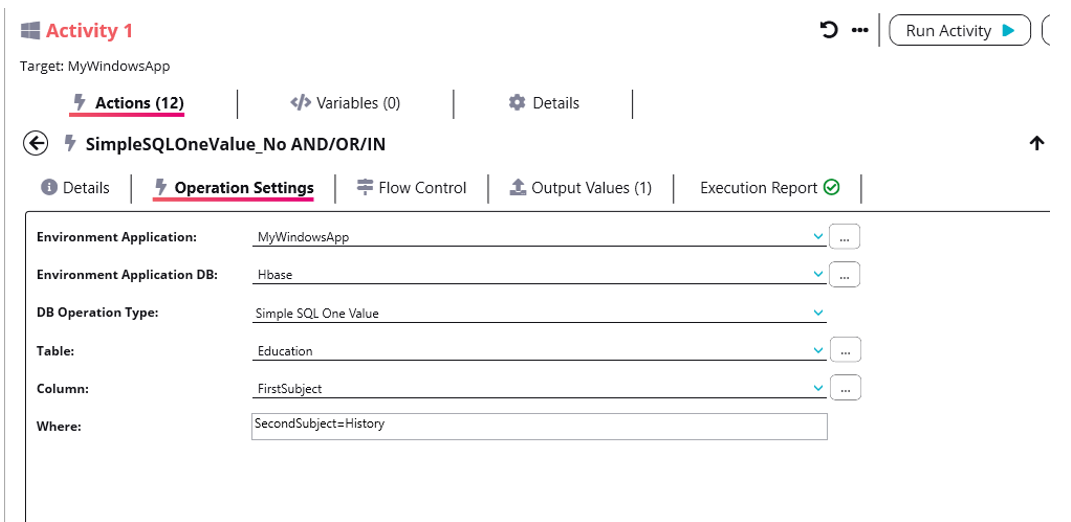 Activity 1
Run Activity
Target: MyWindowsApp
Actions (12) Variables (0) Details
SimpleSQLOneValue_No AND/OR/IN
Details Operation Settings Flow Control Output Values (1) Execution Report
Environment Application: MyWindowsApp ...
Environment Application DB: Hbase ...
DB Operation Type: Simple SQL One Value
Table: Education ...
Column: FirstSubject ...
Where: SecondSubject=History